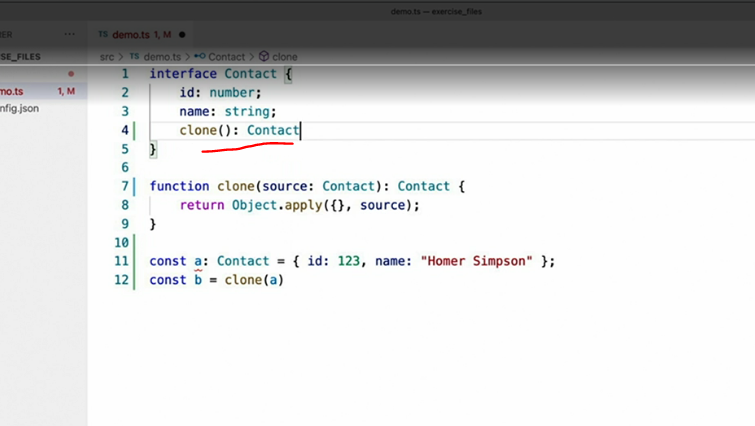 demo.ts — exercise_files
ER ...
TS demo.ts 1, M ●
SE_FILES
src > TS demo.ts > Contact > clone
mo.ts 1, M
nfig.json
1 interface Contact {
2 id: number;
3 name: string;
4 clone(): Contact
5 }
6
7 function clone(source: Contact): Contact {
8 return Object.apply({}, source);
9 }
10
11 const a: Contact = { id: 123, name: "Homer Simpson" };
12 const b = clone(a)